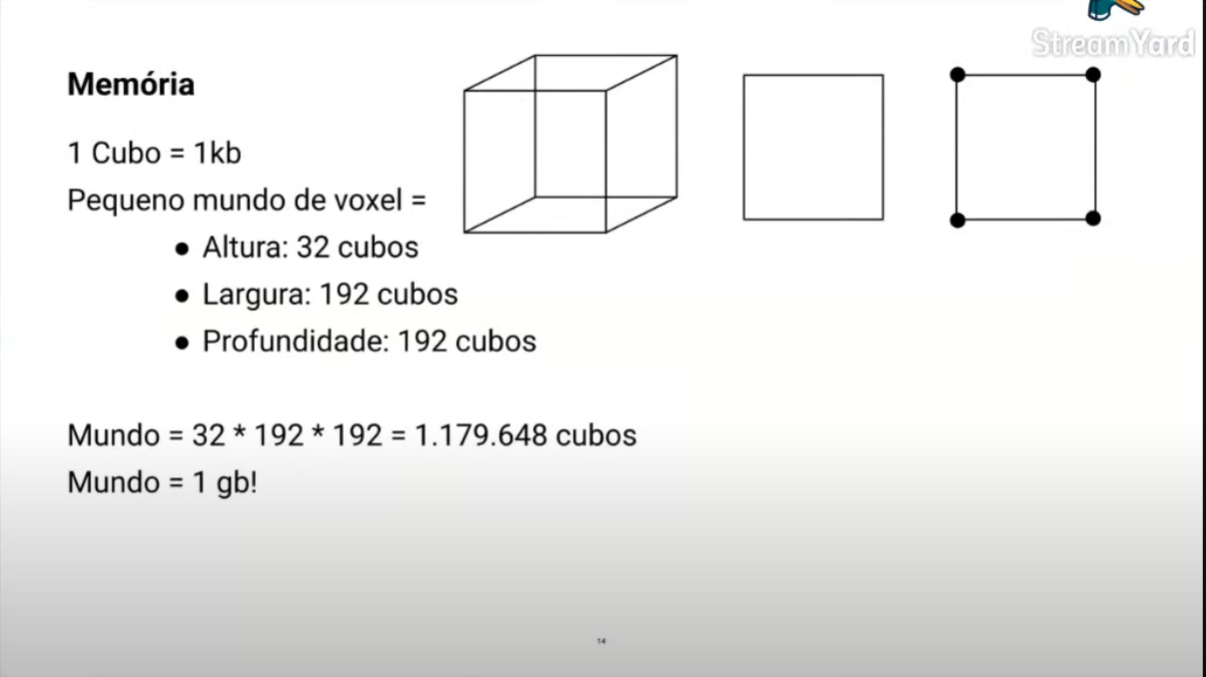 StreamYard
Memória
1 Cubo = 1kb
Pequeno mundo de voxel =
● Altura: 32 cubos
● Largura: 192 cubos
● Profundidade: 192 cubos
Mundo = 32 * 192 * 192 = 1.179.648 cubos
Mundo = 1 gb!
14